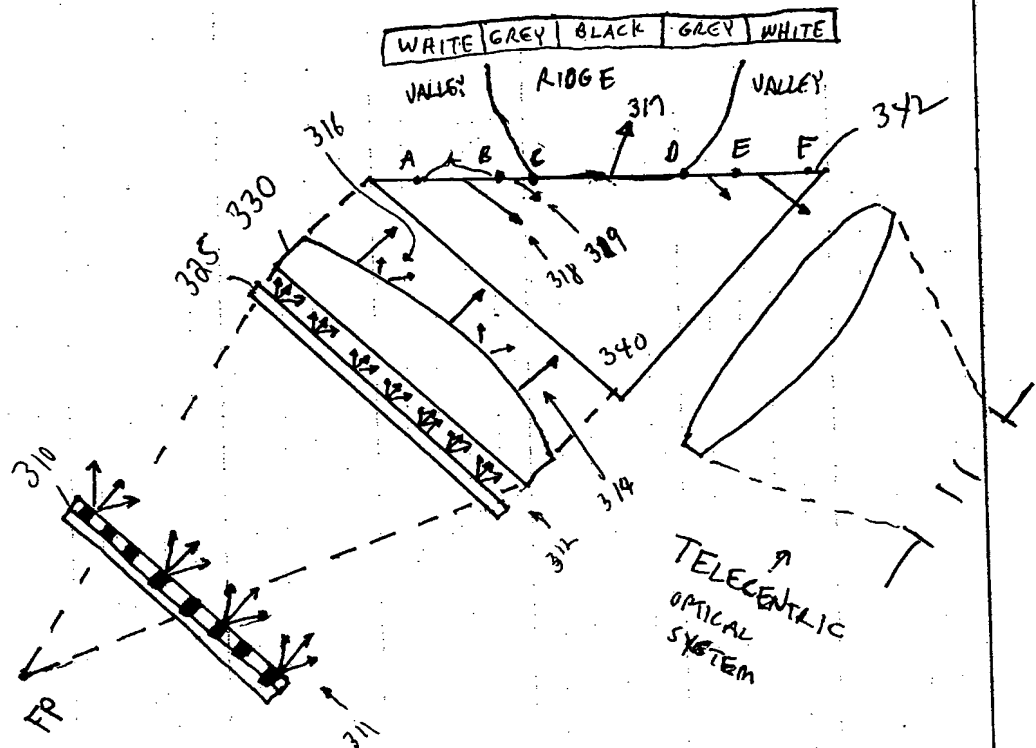 WHITE GREY BLACK GREY WHITE
VALLEY RIDGE VALLEY
317
342
316
A B C D E F
330
319
318
325
340
310
314
312
TELECENTRIC
OPTICAL
SYSTEM
FP
311